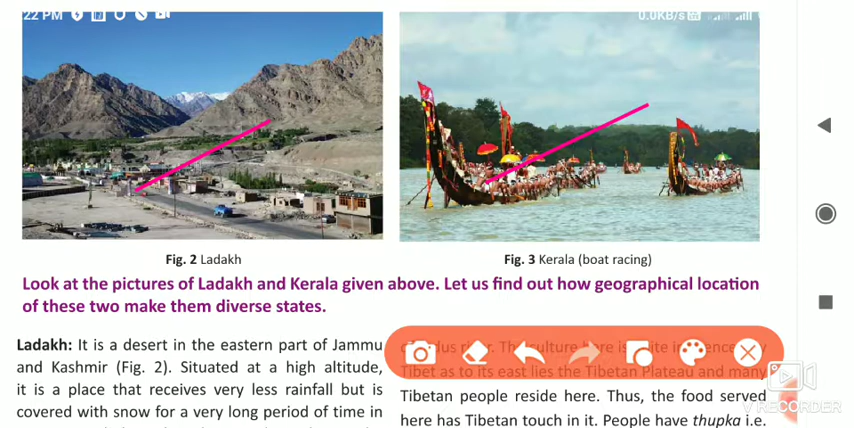 22 PM
0.0KB/s
Fig. 2 Ladakh
Fig. 3 Kerala (boat racing)
Look at the pictures of Ladakh and Kerala given above. Let us find out how geographical location
of these two make them diverse states.
Ladakh: It is a desert in the eastern part of Jammu
and Kashmir (Fig. 2). Situated at a high altitude,
it is a place that receives very less rainfall but is
covered with snow for a very long period of time in
river. The culture here is
Tibet as to its east lies the Tibetan Plateau and many
Tibetan people reside here. Thus, the food served
here has Tibetan touch in it. People have thupka i.e.
V RECORDER